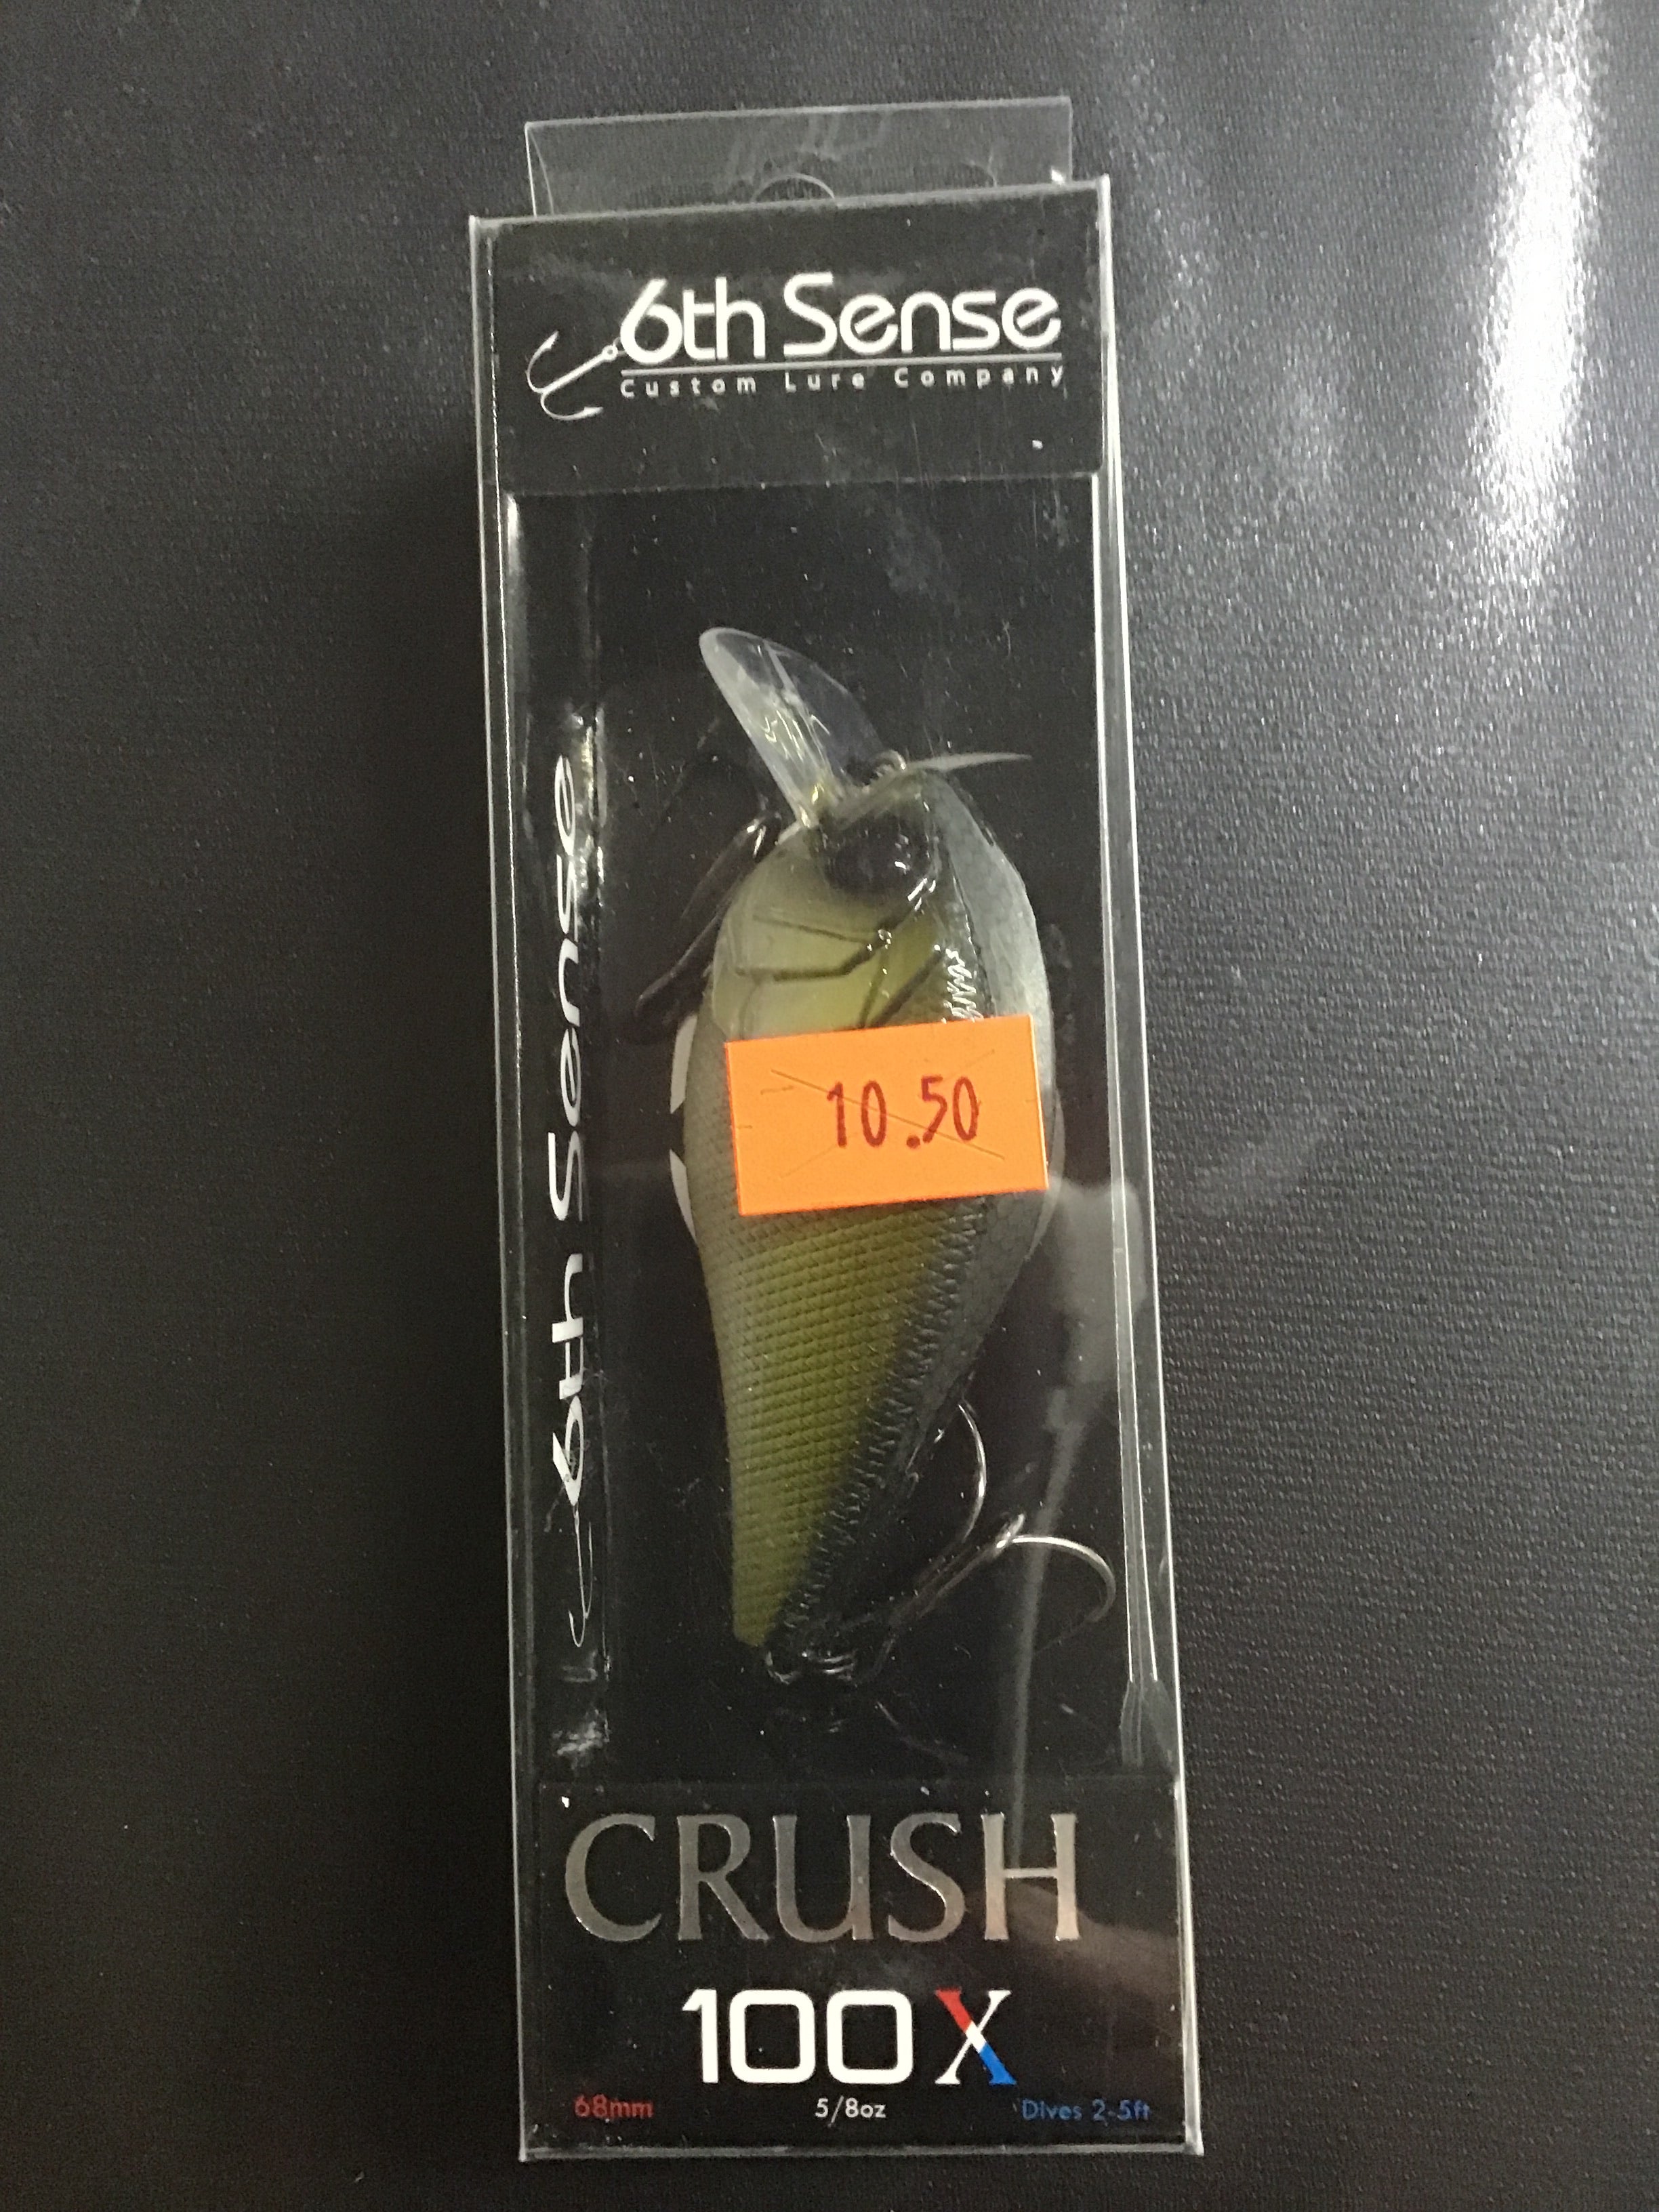 6th Sense
Custom Lure Company
6th Sense
10.50
CRUSH
100X
68mm
5/8oz
Dives 2-5ft